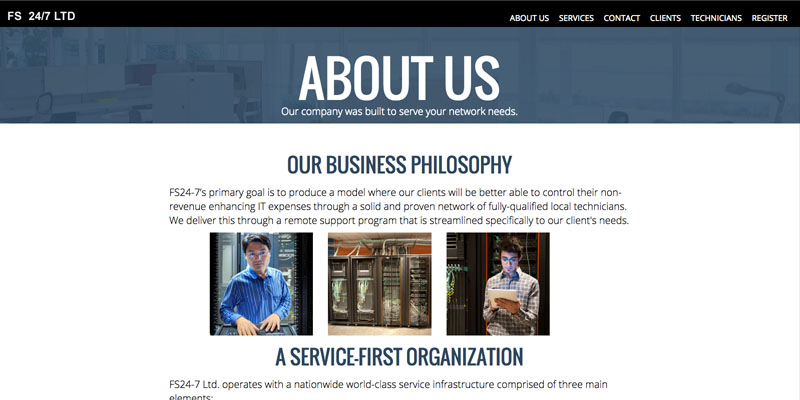 FS 24/7 LTD
ABOUT US SERVICES CONTACT CLIENTS TECHNICIANS REGISTER
ABOUT US
Our company was built to serve your network needs.
OUR BUSINESS PHILOSOPHY
FS24-7's primary goal is to produce a model where our clients will be better able to control their non-
revenue enhancing IT expenses through a solid and proven network of fully-qualified local technicians.
We deliver this through a remote support program that is streamlined specifically to our client's needs.
A SERVICE-FIRST ORGANIZATION
FS24-7 Ltd. operates with a nationwide world-class service infrastructure comprised of three main
elements: